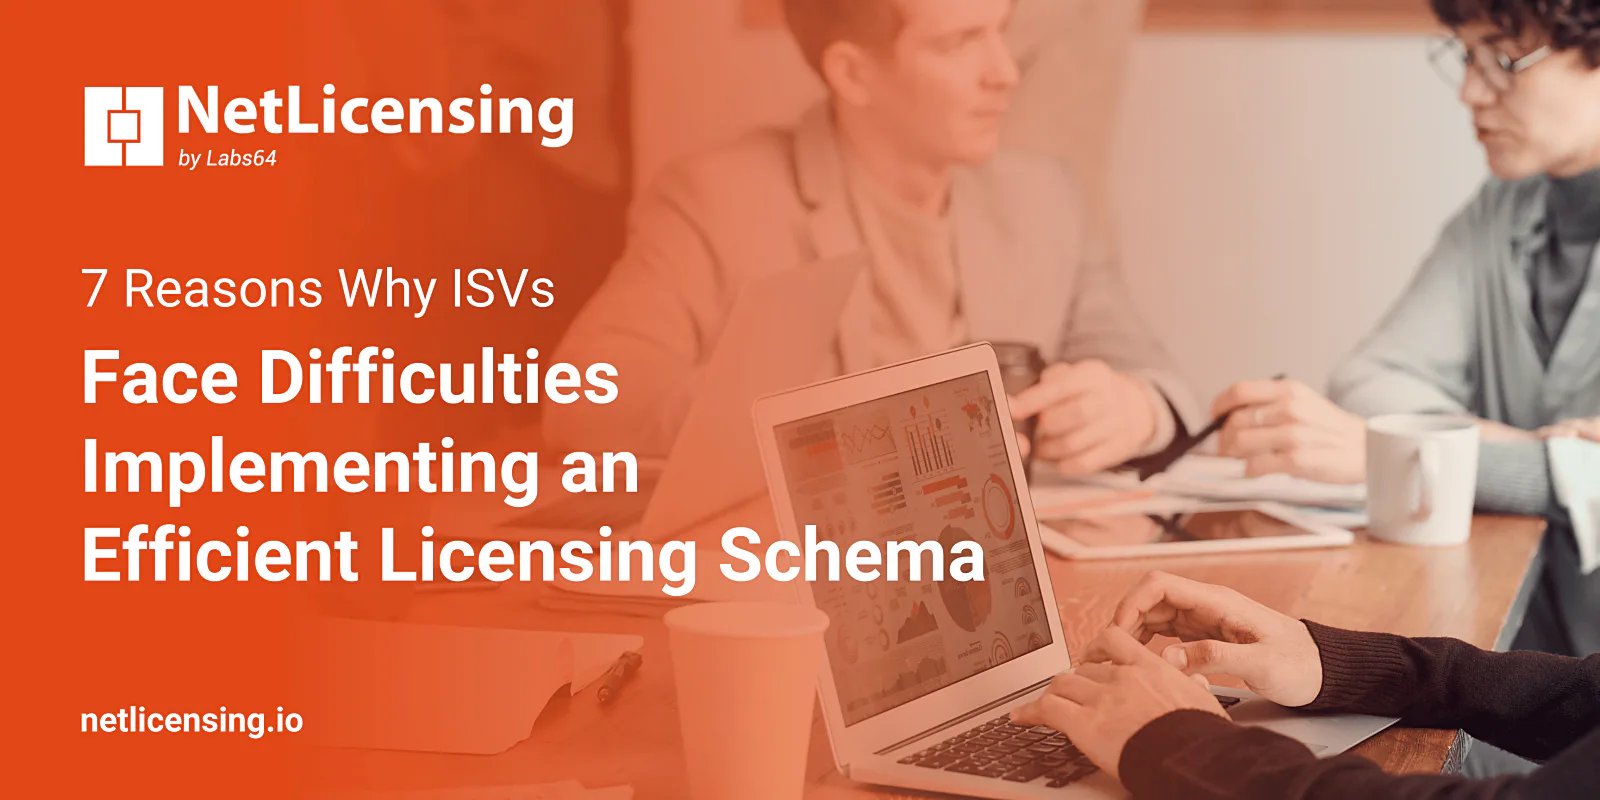 NetLicensing
by Labs64
7 Reasons Why ISVs
Face Difficulties
Implementing an
Efficient Licensing Schema
netlicensing.io